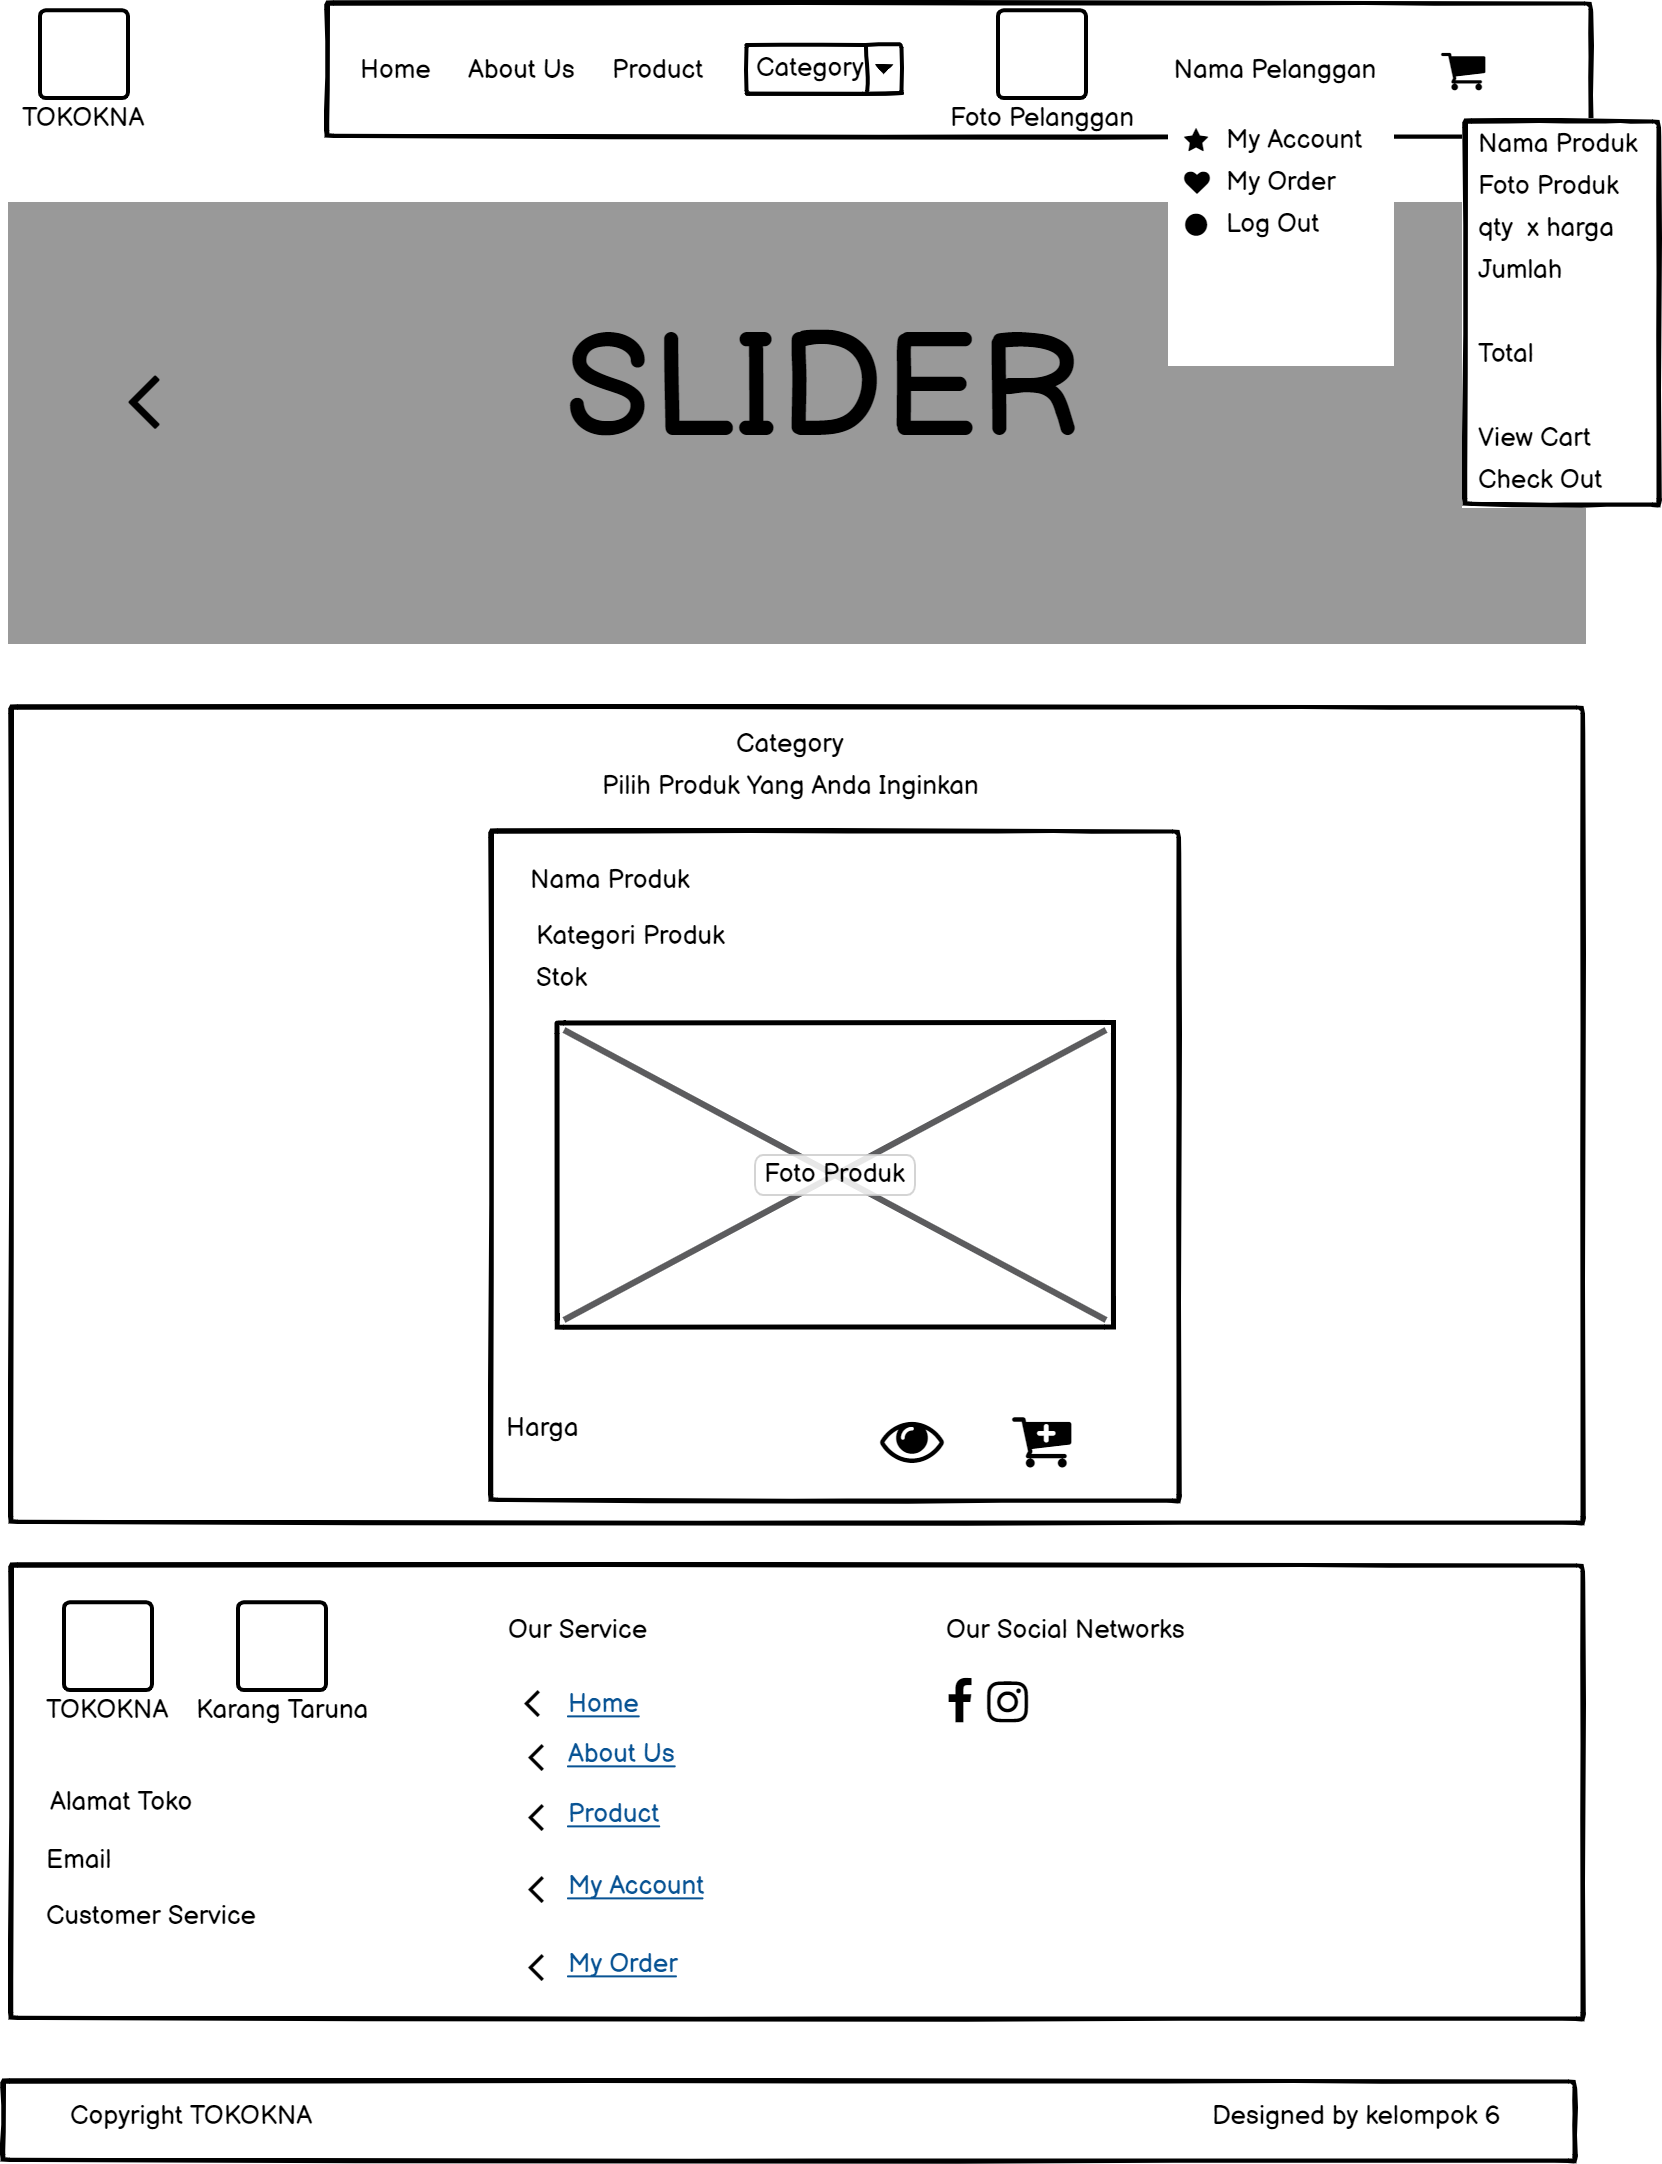 TOKOKNA
Home
About Us
Product
Category
Foto Pelanggan
Nama Pelanggan
My Account
My Order
Log Out
Nama Produk
Foto Produk
qty  x harga
Jumlah
Total
View Cart
Check Out
SLIDER
Category
Pilih Produk Yang Anda Inginkan
Nama Produk
Kategori Produk
Stok
Foto Produk
Harga
TOKOKNA
Karang Taruna
Alamat Toko
Email
Customer Service
Our Service
Home
About Us
Product
My Account
My Order
Our Social Networks
Copyright TOKOKNA
Designed by kelompok 6